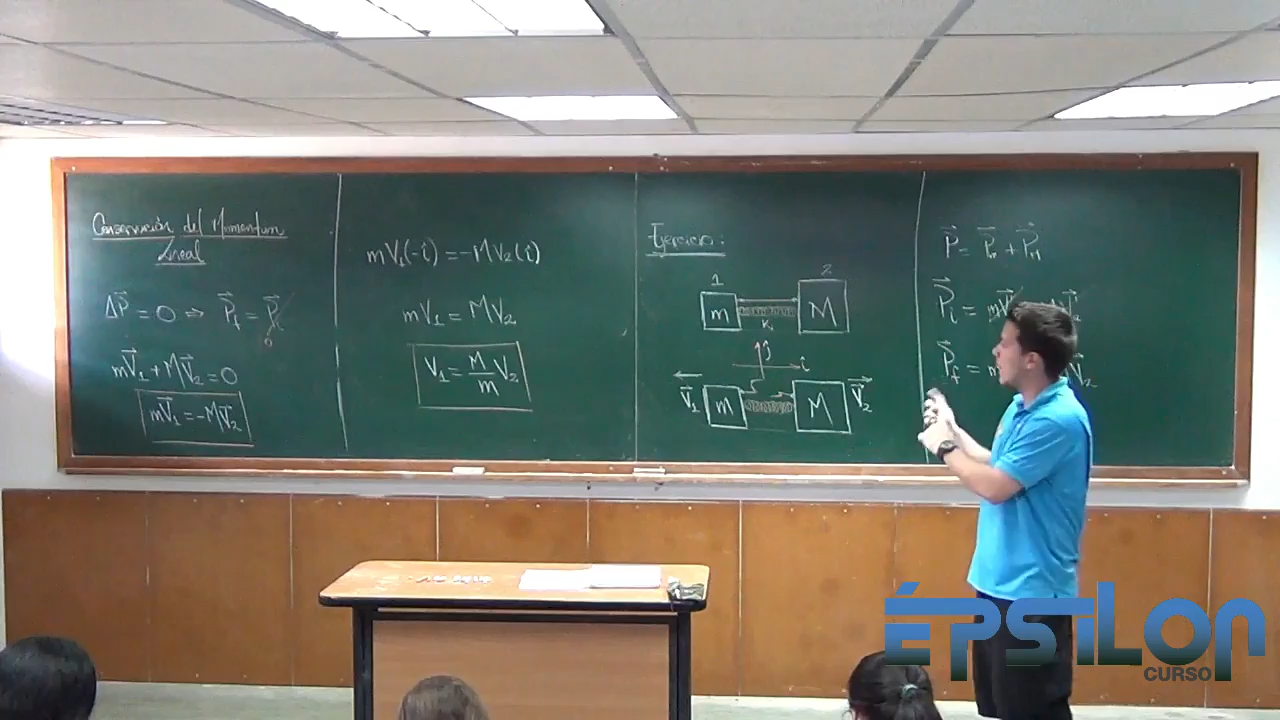 Conservación del Momentum
Lineal
ΔP⃗ = 0 ⇒ P⃗f = P⃗i
0
mV⃗₁ + MV⃗₂ = 0
mV⃗₁ = -MV⃗₂
mV₁(-i) = -MV₂(i)
mV₁ = MV₂
V₁ = M/m V₂
Ejercicio:
1 2
m M
K
j
i
V⃗₁ m M V⃗₂
P⃗ = P⃗m + P⃗M
P⃗i =
P⃗f =
ÉPSILON
CURSO